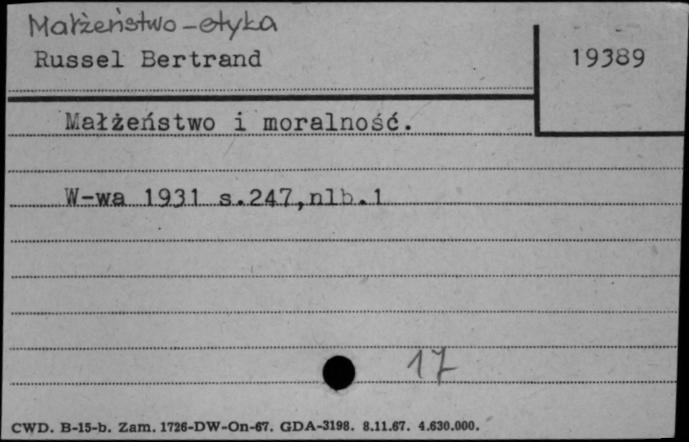 Małżeństwo-etyka
Russel Bertrand
19389
Małżeństwo i moralność.
W-wa 1931 s.247,nlb.1
17
CWD. B-15-b. Zam. 1726-DW-On-67. GDA-3198. 8.11.67. 4.630.000.